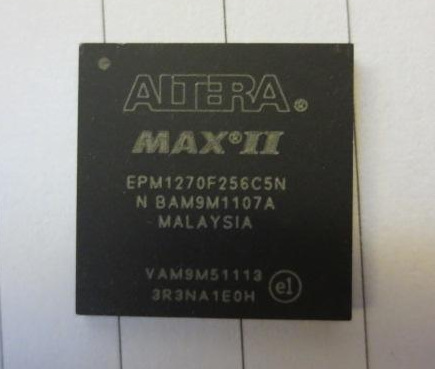 ALTERA®
MAX®II
EPM1270F256C5N
N BAM9M1107A
MALAYSIA
VAM9M51113
3R3NA1E0H e1